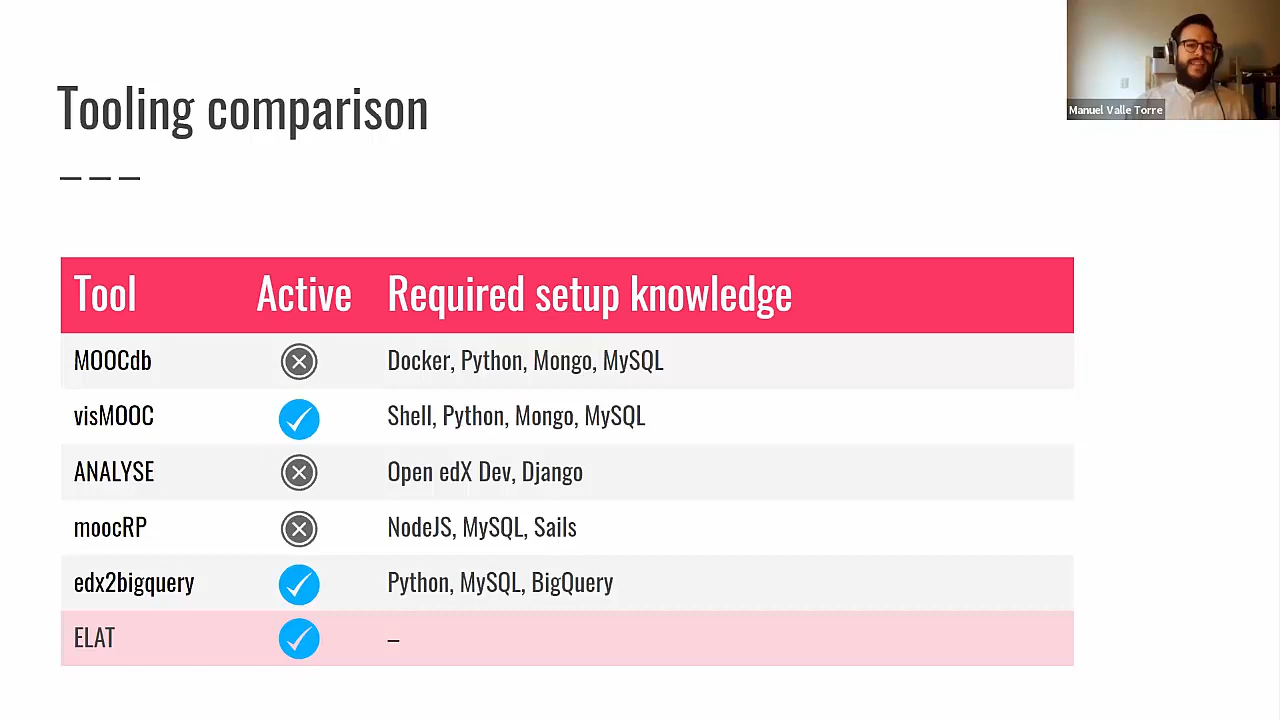 Manuel Valle Torre
Tooling comparison
Tool Active Required setup knowledge
MOOCdb Docker, Python, Mongo, MySQL
visMOOC Shell, Python, Mongo, MySQL
ANALYSE Open edX Dev, Django
moocRP NodeJS, MySQL, Sails
edx2bigquery Python, MySQL, BigQuery
ELAT –